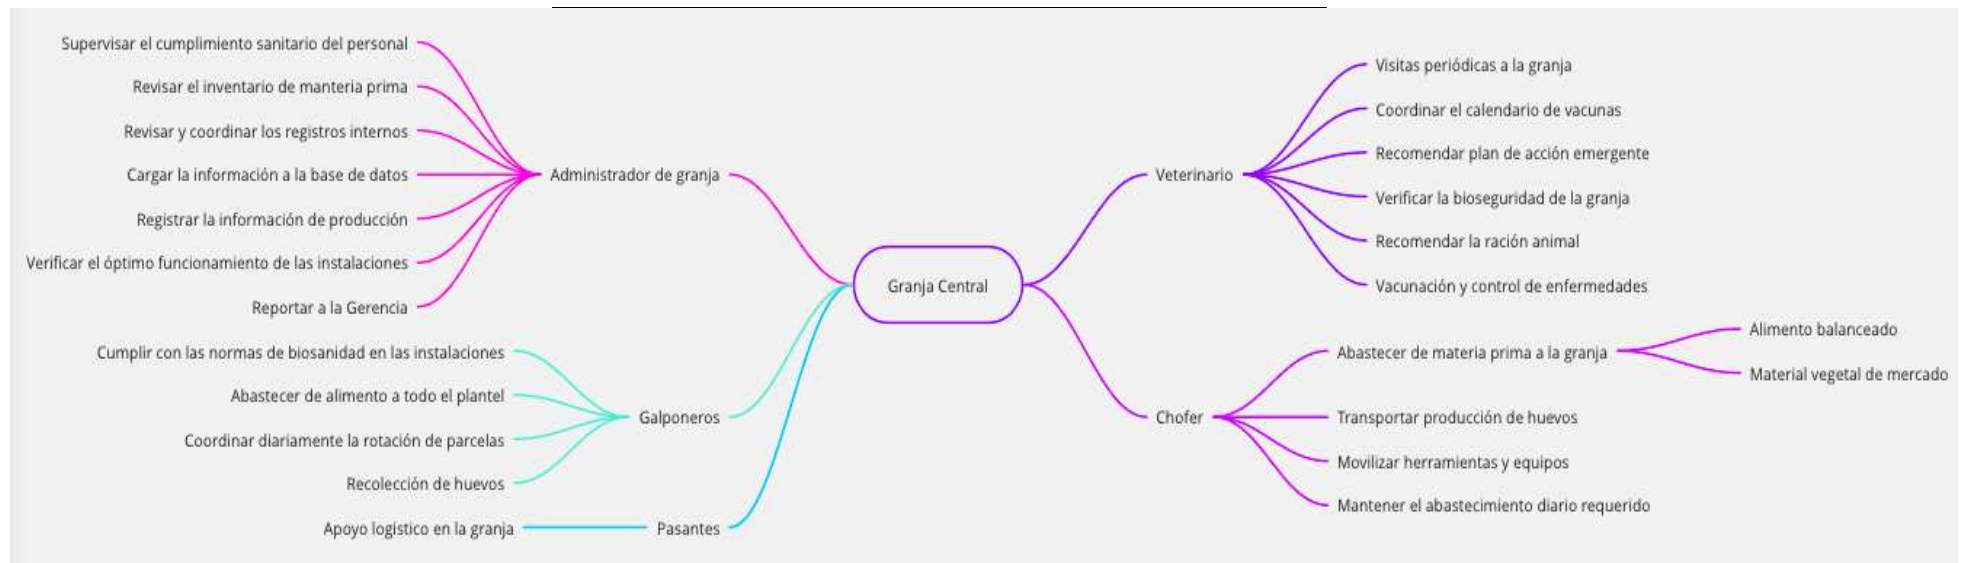 Supervisar el cumplimiento sanitario del personal
Revisar el inventario de manteria prima
Revisar y coordinar los registros internos
Cargar la información a la base de datos
Registrar la información de producción
Verificar el óptimo funcionamiento de las instalaciones
Reportar a la Gerencia
Administrador de granja
Cumplir con las normas de biosanidad en las instalaciones
Abastecer de alimento a todo el plantel
Coordinar diariamente la rotación de parcelas
Recolección de huevos
Galponeros
Apoyo logistico en la granja
Pasantes
Granja Central
Veterinario
Visitas periódicas a la granja
Coordinar el calendario de vacunas
Recomendar plan de acción emergente
Verificar la bioseguridad de la granja
Recomendar la ración animal
Vacunación y control de enfermedades
Chofer
Abastecer de materia prima a la granja
Alimento balanceado
Material vegetal de mercado
Transportar producción de huevos
Movilizar herramientas y equipos
Mantener el abastecimiento diario requerido